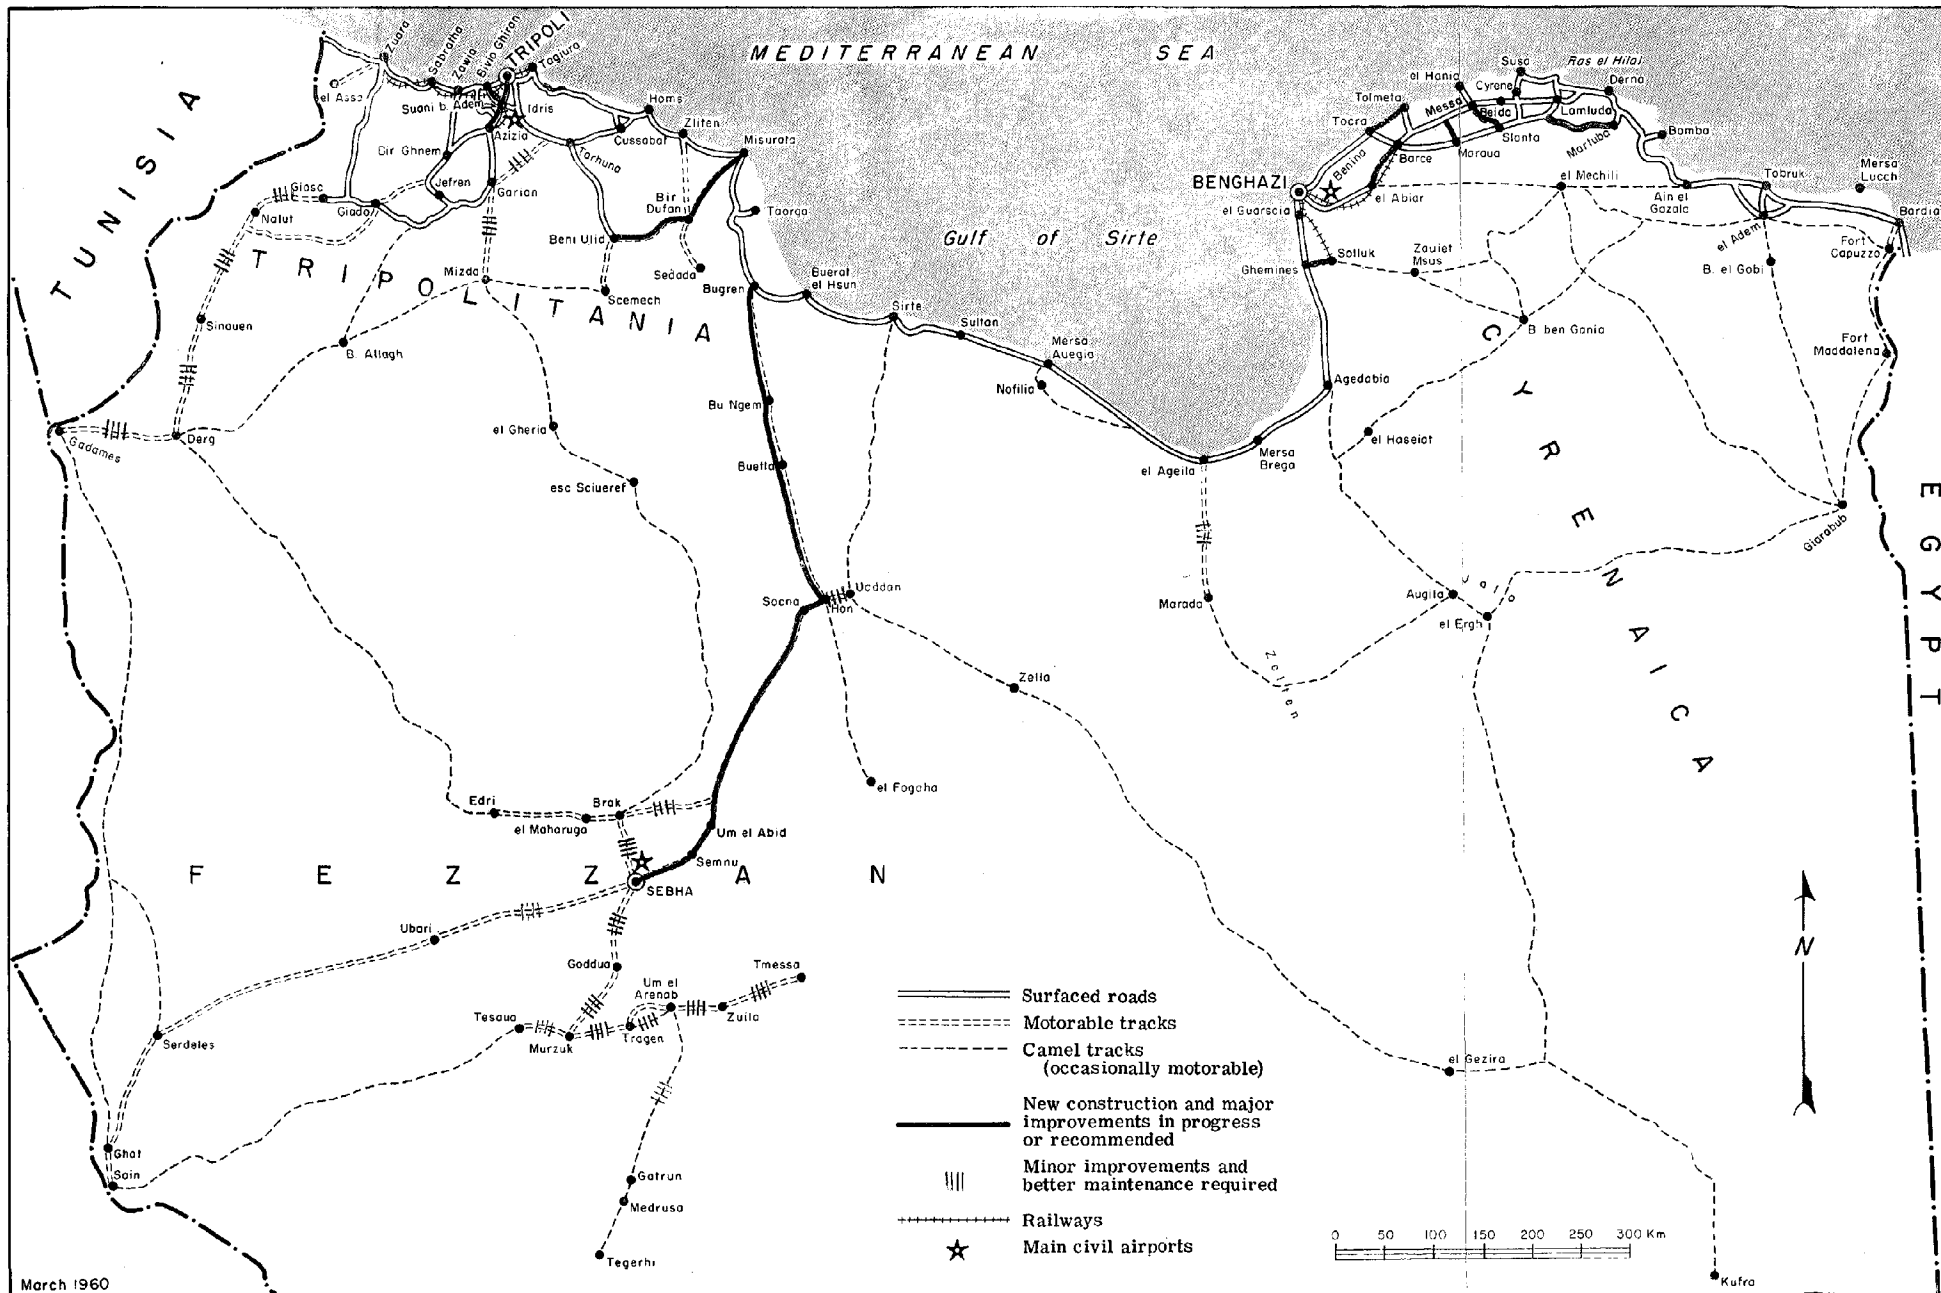 MEDITERRANEAN SEA
Gulf of Sirte
TUNISIA
TRIPOLITANIA
CYRENAICA
FEZZAN
EGYPT
Zuara
Sabratha
Zawia
Bivio Ghiran
TRIPOLI
Tagiura
el Assa
Suani b. Adem
Idris
Azizia
Homs
Zliten
Cussabat
Misurata
Bir Ghnem
Tarhuna
Jefren
Garian
Giosc
Giado
Nalut
Bir
Dufan
Taorga
Beni Ulid
Sedada
Mizda
Scemech
Bugren
Buerat
el Hsun
Sirte
Sultan
Sinauen
B. Allagh
Mersa
Auegia
Nofilia
Bu Ngem
el Gheria
Gadames
Derg
Buetta
esc Sciueref
el Ageila
Mersa
Brega
Susa
Ras el Hilal
el Hania
Cyrene
Derna
Tolmeta
Messa
Beida
Lamluda
Tocra
Slonta
Martuba
Bomba
Benina
Barce
Maraua
BENGHAZI
el Abiar
el Mechili
Ain el
Gazala
Tobruk
Mersa
Lucch
el Guarscia
Bardia
el Adem
Fort
Capuzzo
Ghemines
Solluk
Zauiet
Msus
B. el Gobi
B ben Gania
Fort
Maddalena
Agedabia
el Haseiat
Giarabub
Socna
Hon
Uaddan
Marada
Augila
Jalo
el Ergh
Zella
Zelten
el Fogaha
Edri
el Maharuga
Brak
Um el Abid
Semnu
SEBHA
Ubari
Goddua
Tmessa
Um el
Arenab
Zuila
Tesaua
Murzuk
Tragen
Serdeles
el Gezira
Ghat
Sain
Gatrun
Medrusa
Tegerhi
Kufra
Surfaced roads
Motorable tracks
Camel tracks
(occasionally motorable)
New construction and major
improvements in progress
or recommended
Minor improvements and
better maintenance required
Railways
Main civil airports
N
0 50 100 150 200 250 300 Km
March 1960